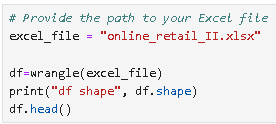 # Provide the path to your Excel file
excel_file = "online_retail_II.xlsx"
df=wrangle(excel_file)
print("df shape", df.shape)
df.head()